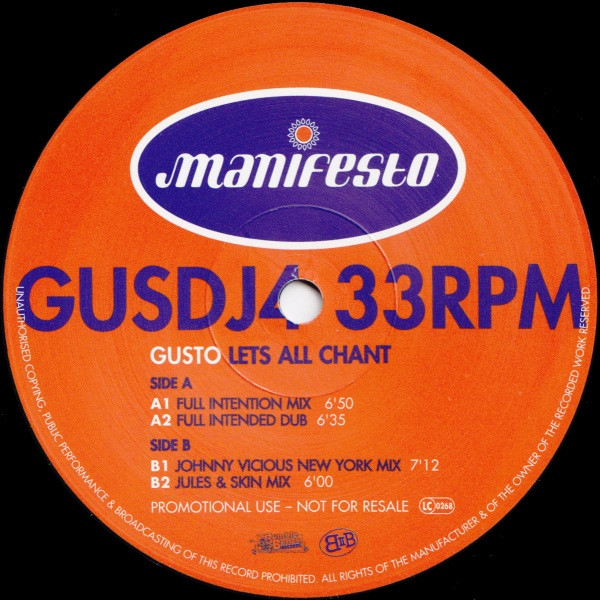 manifesto
GUSDJ4 33RPM
GUSTO LETS ALL CHANT
SIDE A
A1 FULL INTENTION MIX 6'50
A2 FULL INTENDED DUB 6'35
SIDE B
B1 JOHNNY VICIOUS NEW YORK MIX 7'12
B2 JULES & SKIN MIX 6'00
PROMOTIONAL USE – NOT FOR RESALE LC 0268
UNAUTHORISED COPYING, PUBLIC PERFORMANCE & BROADCASTING OF THIS RECORD PROHIBITED. ALL RIGHTS OF THE MANUFACTURER & OF THE OWNER OF THE RECORDED WORK RESERVED